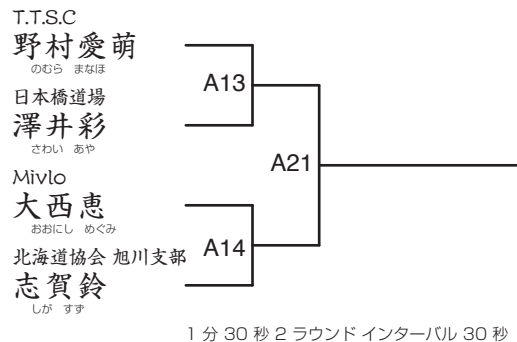 T.T.S.C
野村愛萌
のむら まなほ
A13
日本橋道場
澤井彩
さわい あや
A21
Mivlo
大西恵
おおにし めぐみ
A14
北海道協会 旭川支部
志賀鈴
しが すず
1 分 30 秒 2 ラウンド インターバル 30 秒